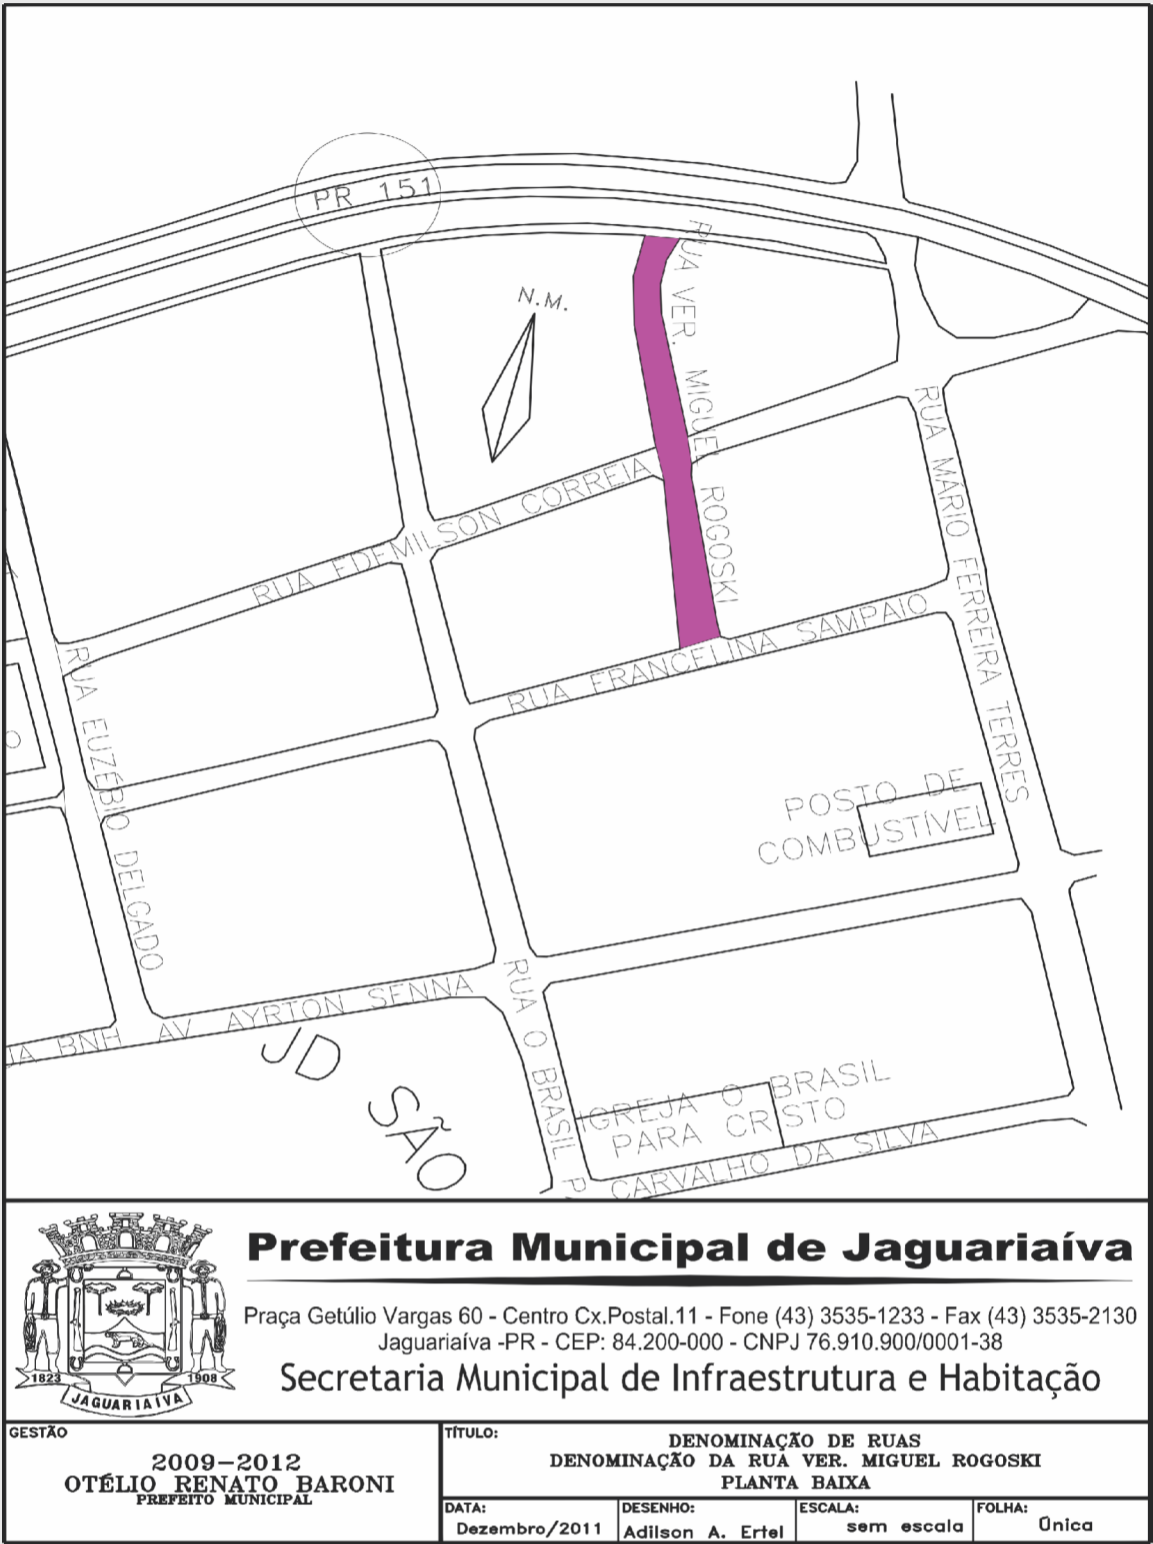 PR 151
N.M.
RUA VER. MIGUEL ROGOSKI
RUA EDEMILSON CORREIA
RUA MÁRIO FERREIRA TERRES
RUA FRANCELINA SAMPAIO
RUA EUZÉBIO DELGADO
POSTO DE
COMBUSTÍVEL
AV AYRTON SENNA
BNH
RUA O BRASIL P
JD SÃO
IGREJA O BRASIL
PARA CRISTO
CARVALHO DA SILVA
1823
1908
JAGUARIAÍVA
Prefeitura Municipal de Jaguariaíva
Praça Getúlio Vargas 60 - Centro Cx.Postal.11 - Fone (43) 3535-1233 - Fax (43) 3535-2130
Jaguariaíva -PR - CEP: 84.200-000 - CNPJ 76.910.900/0001-38
Secretaria Municipal de Infraestrutura e Habitação
GESTÃO
2009-2012
OTÉLIO RENATO BARONI
PREFEITO MUNICIPAL
TÍTULO:
DENOMINAÇÃO DE RUAS
DENOMINAÇÃO DA RUA VER. MIGUEL ROGOSKI
PLANTA BAIXA
DATA:
Dezembro/2011
DESENHO:
Adilson A. Ertel
ESCALA:
sem escala
FOLHA:
Única